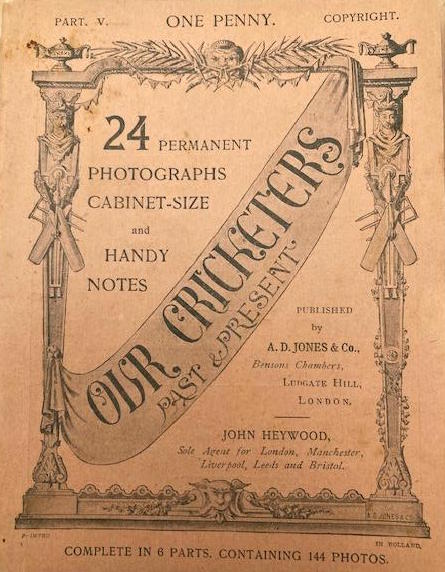 PART. V. ONE PENNY. COPYRIGHT.
24 PERMANENT
PHOTOGRAPHS
CABINET-SIZE
and
HANDY
NOTES
OUR CRICKETERS
PAST & PRESENT
PUBLISHED
by
A. D. JONES & Co.,
Bensons Chambers,
LUDGATE HILL,
LONDON.
JOHN HEYWOOD,
Sole Agent for London, Manchester,
Liverpool, Leeds and Bristol.
A.D. JONES & Co.
IN HOLLAND.
COMPLETE IN 6 PARTS. CONTAINING 144 PHOTOS.